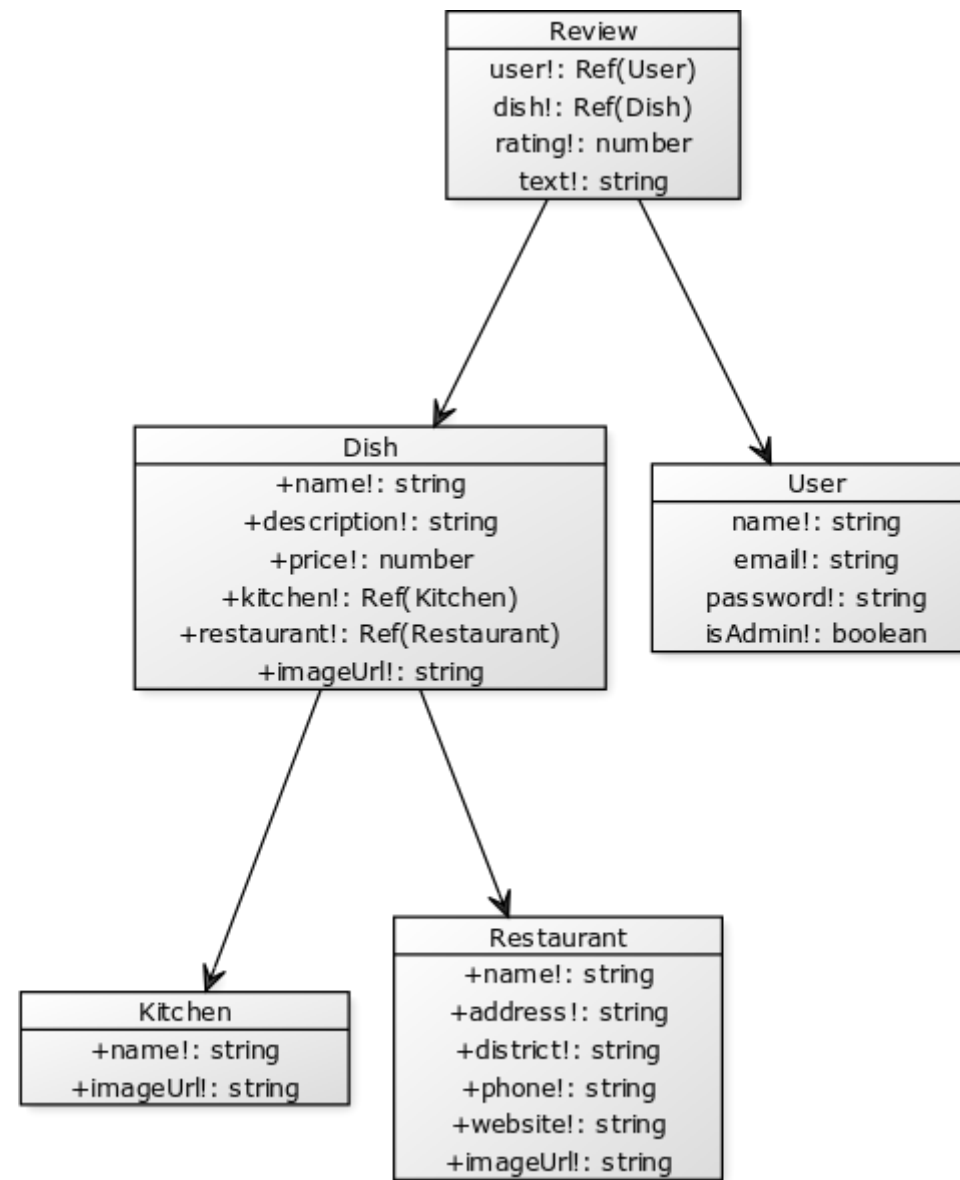 Review
user!: Ref(User)
dish!: Ref(Dish)
rating!: number
text!: string
Dish
+name!: string
+description!: string
+price!: number
+kitchen!: Ref(Kitchen)
+restaurant!: Ref(Restaurant)
+imageUrl!: string
User
name!: string
email!: string
password!: string
isAdmin!: boolean
Kitchen
+name!: string
+imageUrl!: string
Restaurant
+name!: string
+address!: string
+district!: string
+phone!: string
+website!: string
+imageUrl!: string